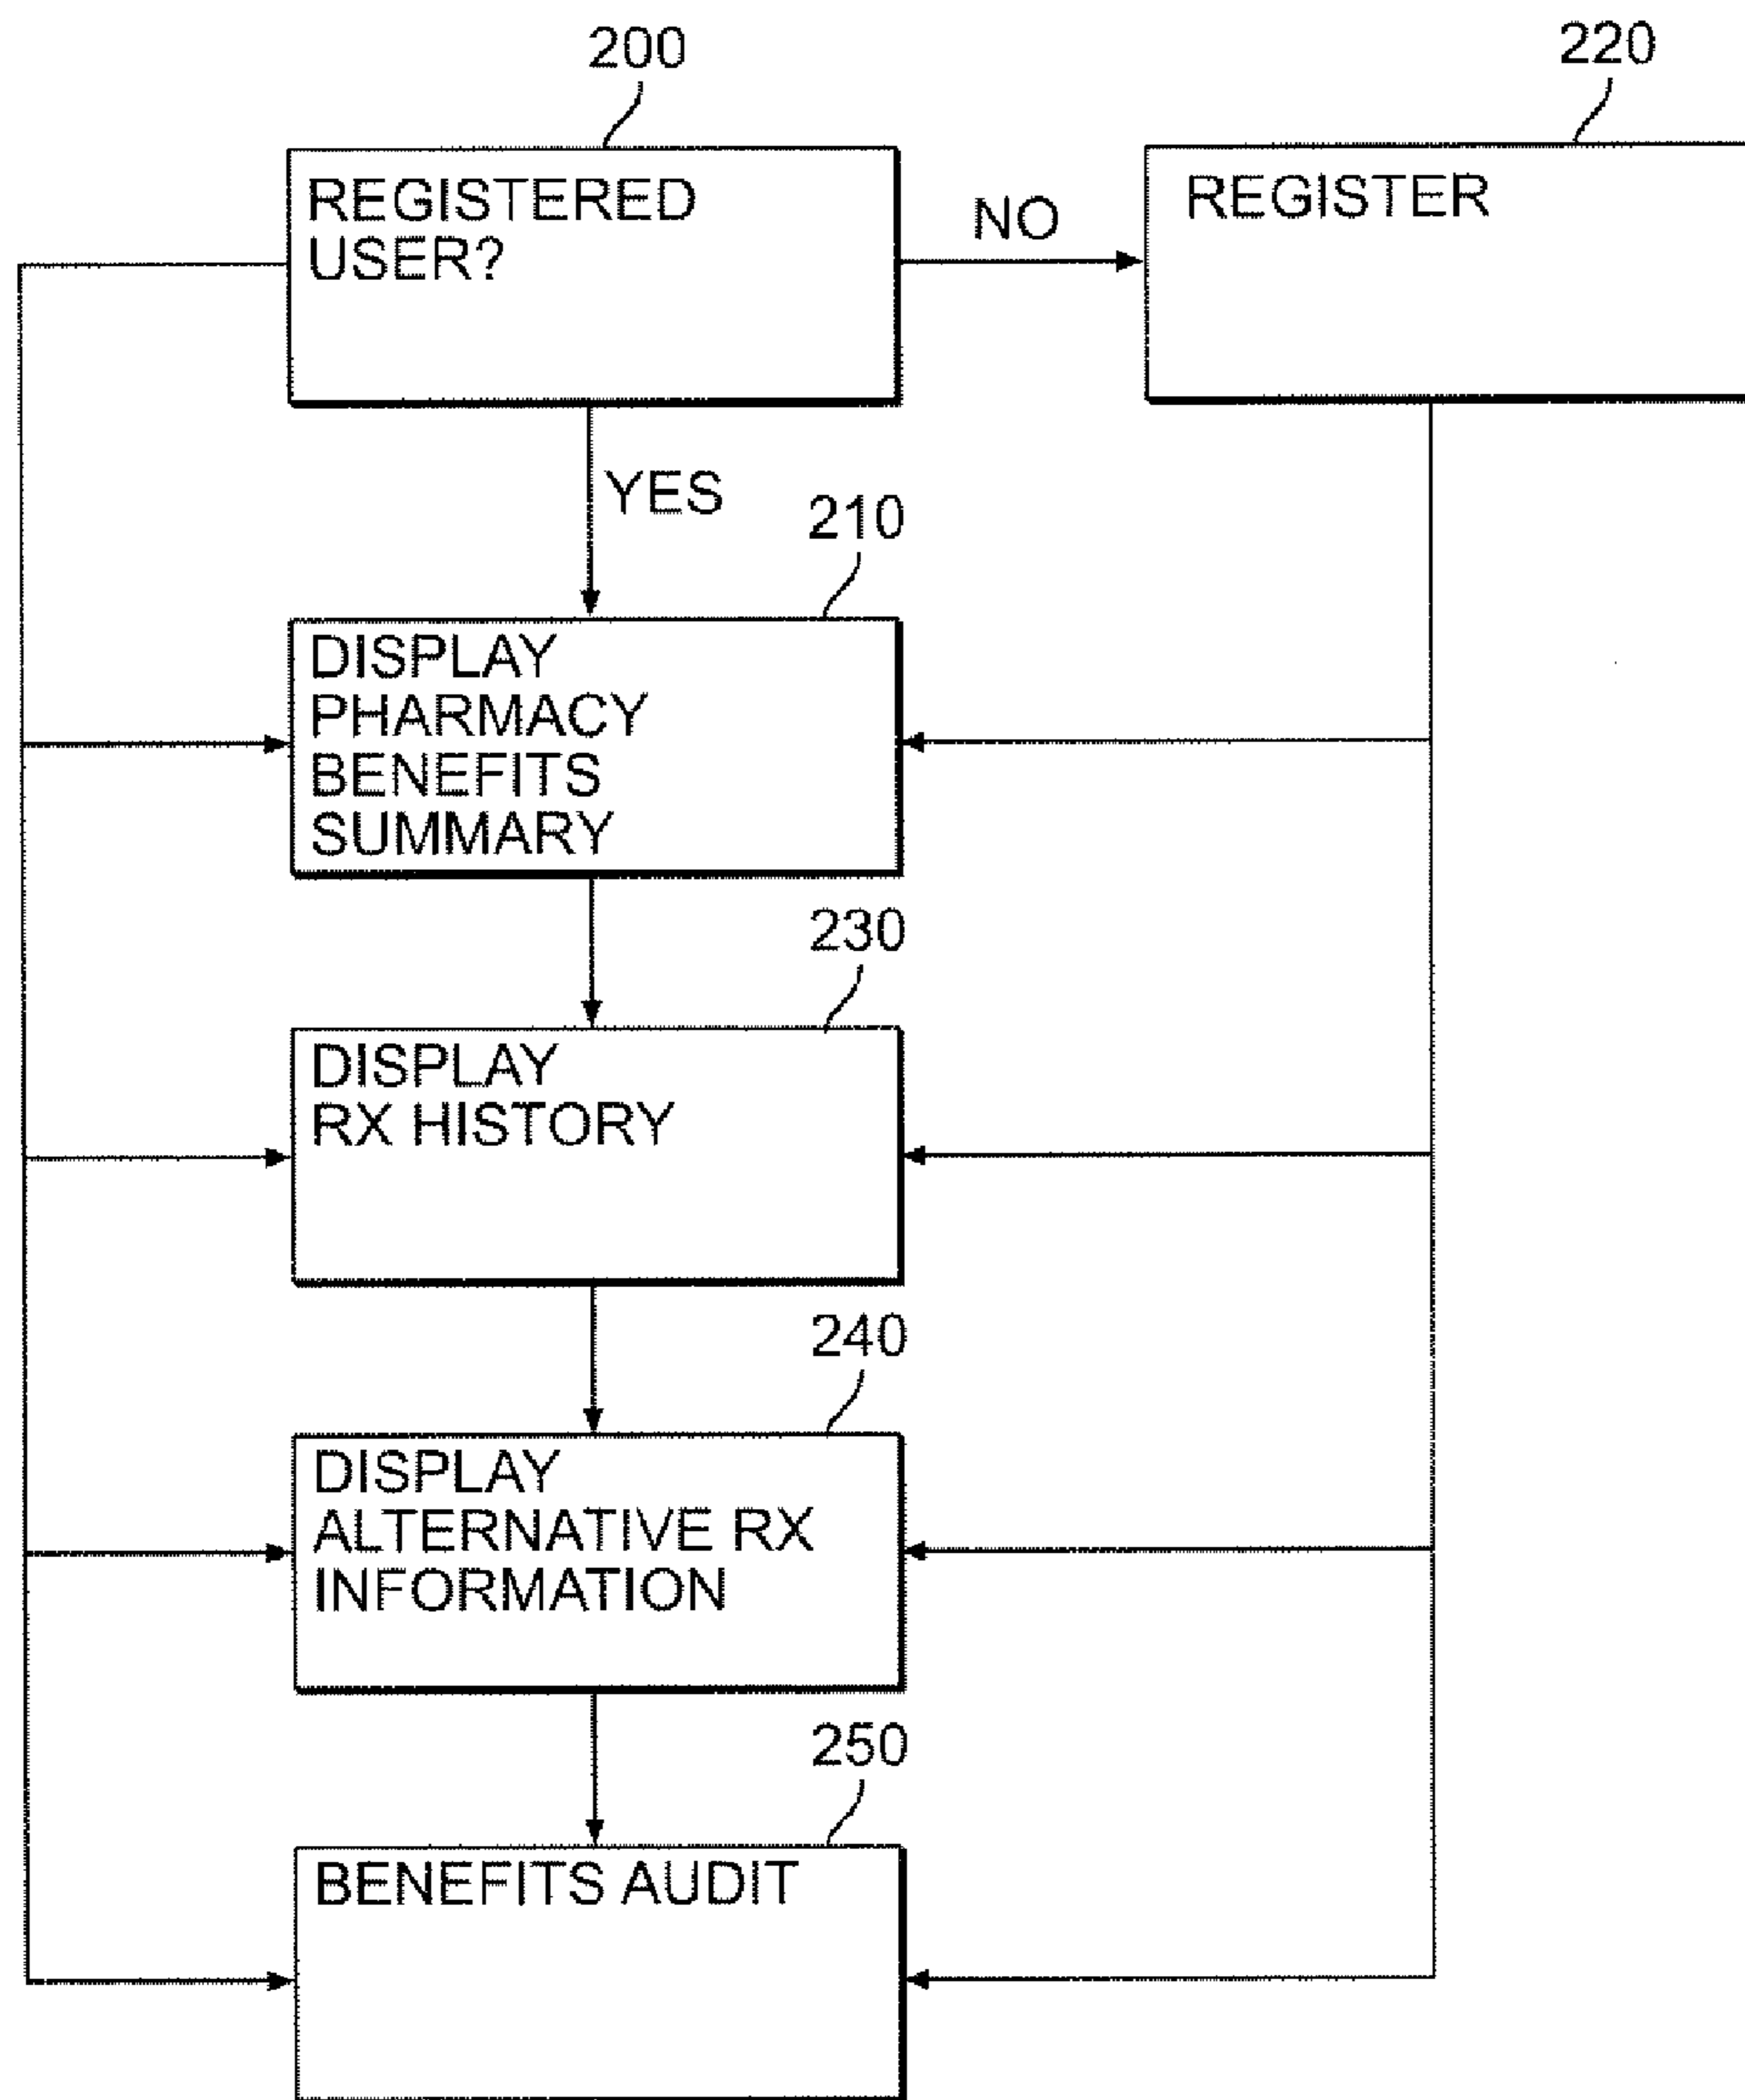 200
220
REGISTERED
USER?
NO
REGISTER
YES
210
DISPLAY
PHARMACY
BENEFITS
SUMMARY
230
DISPLAY
RX HISTORY
240
DISPLAY
ALTERNATIVE RX
INFORMATION
250
BENEFITS AUDIT